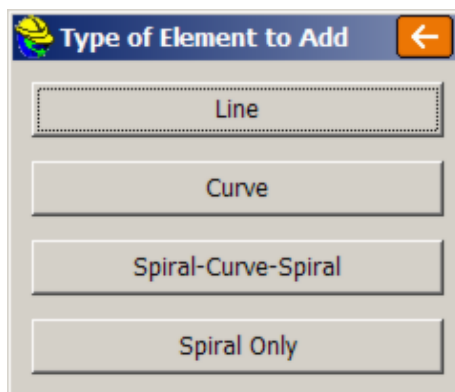 Type of Element to Add
Line
Curve
Spiral-Curve-Spiral
Spiral Only